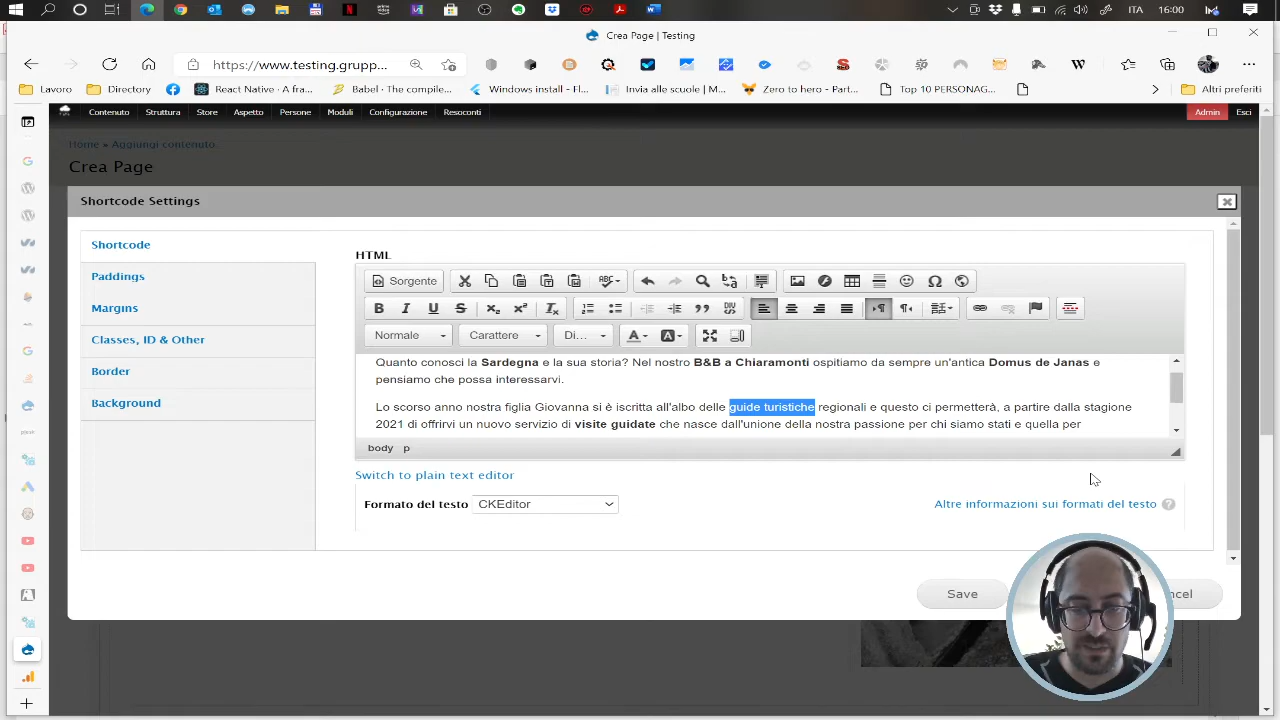 ITA 16:00
Crea Page | Testing
https://www.testing.grupp...
W
Lavoro Directory React Native · A fra... Babel · The compile... Windows install - Fl... Invia alle scuole | M... Zero to hero - Part... Top 10 PERSONAG... Altri preferiti
Contenuto Struttura Store Aspetto Persone Moduli Configurazione Resoconti Admin Esci
Home » Aggiungi contenuto
Crea Page
Shortcode Settings
Shortcode
Paddings
Margins
Classes, ID & Other
Border
Background
HTML
Sorgente
Normale Carattere Di...
Quanto conosci la Sardegna e la sua storia? Nel nostro B&B a Chiaramonti ospitiamo da sempre un'antica Domus de Janas e
pensiamo che possa interessarvi.
Lo scorso anno nostra figlia Giovanna si è iscritta all'albo delle guide turistiche regionali e questo ci permetterà, a partire dalla stagione
2021 di offrirvi un nuovo servizio di visite guidate che nasce dall'unione della nostra passione per chi siamo stati e quella per
body p
Switch to plain text editor
Formato del testo CKEditor
Altre informazioni sui formati del testo ?
Save
cel